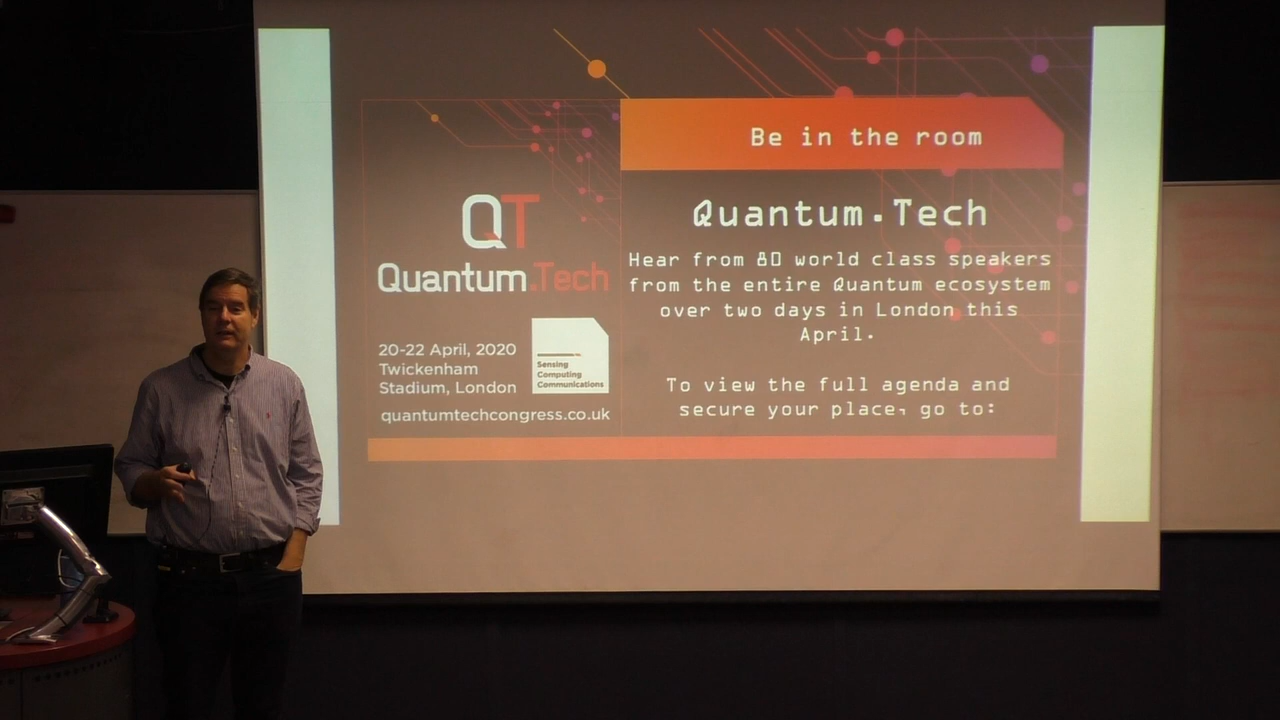 QT
Quantum.Tech
20-22 April, 2020
Twickenham
Stadium, London
Sensing
Computing
Communications
quantumtechcongress.co.uk
Be in the room
Quantum.Tech
Hear from 80 world class speakers
from the entire Quantum ecosystem
over two days in London this
April.
To view the full agenda and
secure your place, go to: